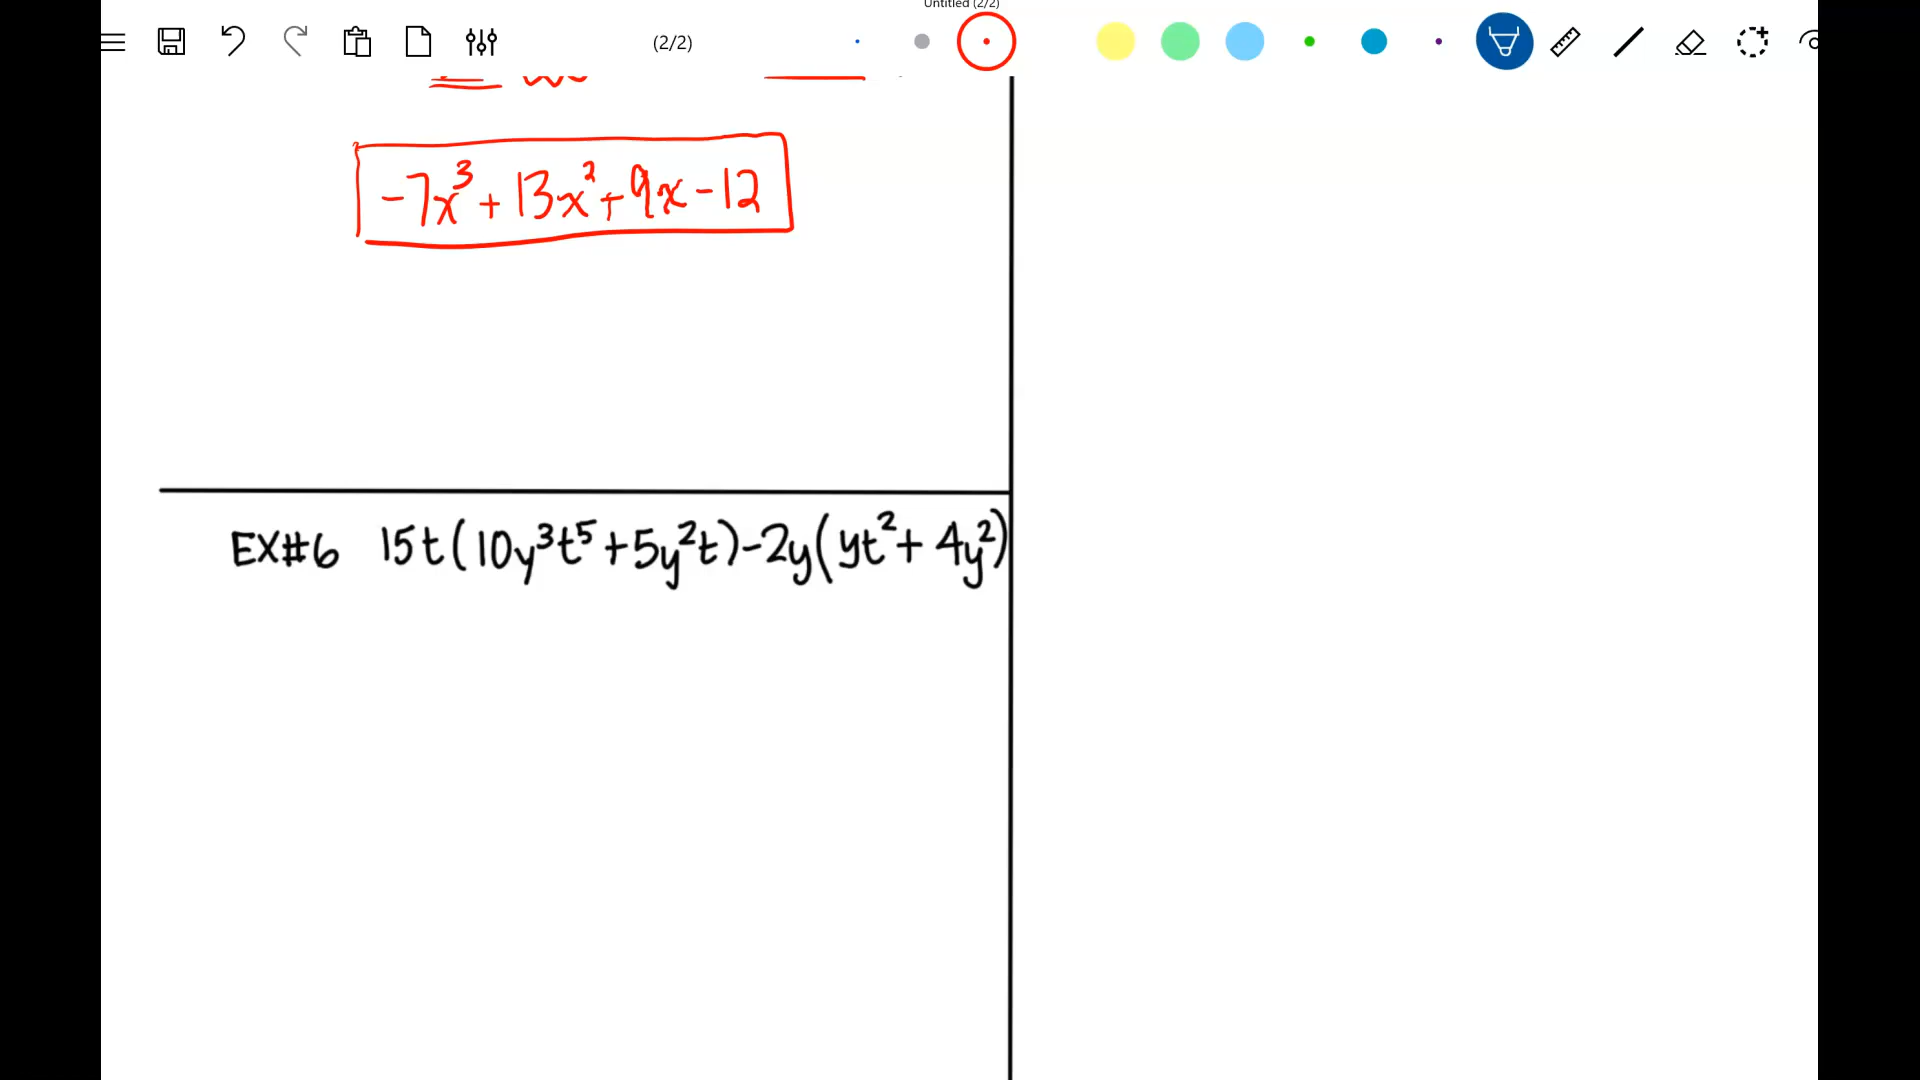 Untitled (2/2)
(2/2)
-7x³ + 13x² + 9x - 12
EX#6 15t(10y³t⁵ + 5y²t) - 2y(yt² + 4y²)